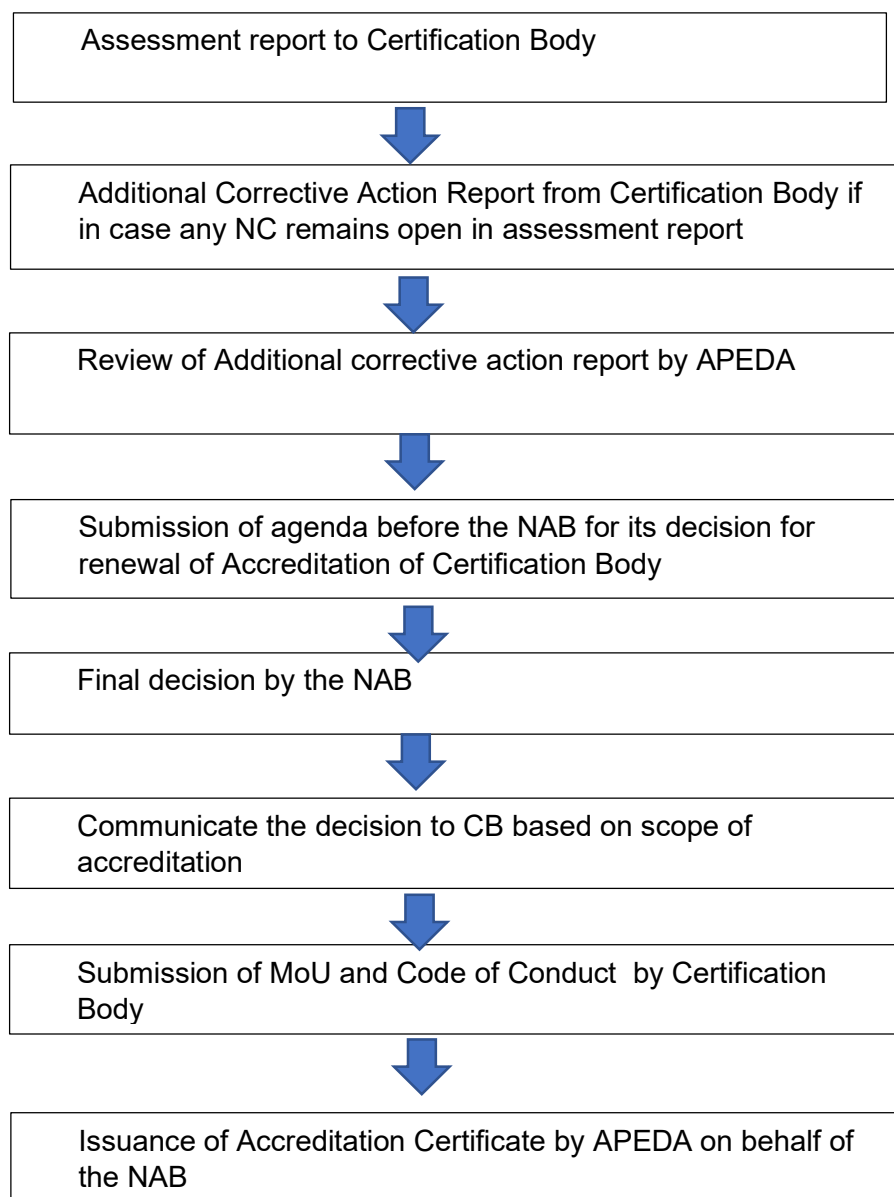 Assessment report to Certification Body
Additional Corrective Action Report from Certification Body if
in case any NC remains open in assessment report
Review of Additional corrective action report by APEDA
Submission of agenda before the NAB for its decision for
renewal of Accreditation of Certification Body
Final decision by the NAB
Communicate the decision to CB based on scope of
accreditation
Submission of MoU and Code of Conduct  by Certification
Body
Issuance of Accreditation Certificate by APEDA on behalf of
the NAB